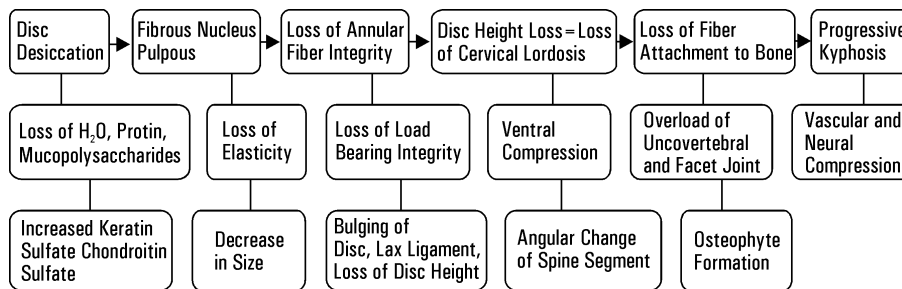 Disc
Desiccation
Fibrous Nucleus
Pulpous
Loss of Annular
Fiber Integrity
Disc Height Loss=Loss
of Cervical Lordosis
Loss of Fiber
Attachment to Bone
Progressive
Kyphosis
Loss of H₂O, Protin,
Mucopolysaccharides
Loss of
Elasticity
Loss of Load
Bearing Integrity
Ventral
Compression
Overload of
Uncovertebral
and Facet Joint
Vascular and
Neural
Compression
Increased Keratin
Sulfate Chondroitin
Sulfate
Decrease
in Size
Bulging of
Disc, Lax Ligament,
Loss of Disc Height
Angular Change
of Spine Segment
Osteophyte
Formation